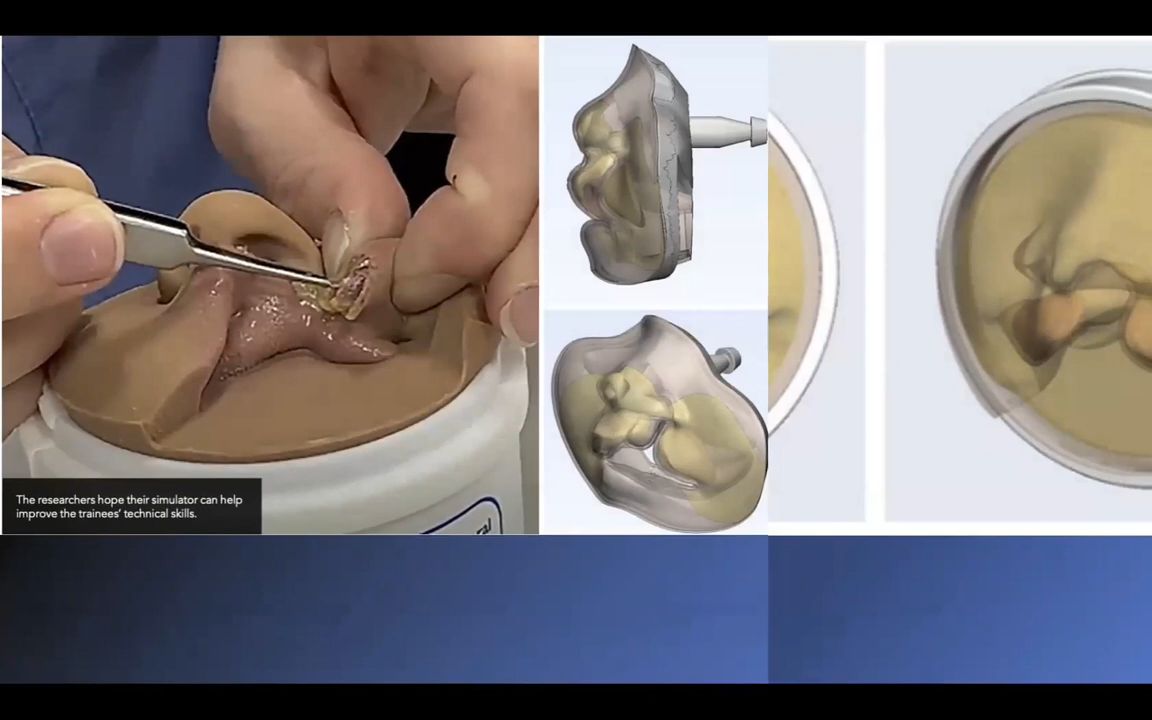 The researchers hope their simulator can help
improve the trainees' technical skills.